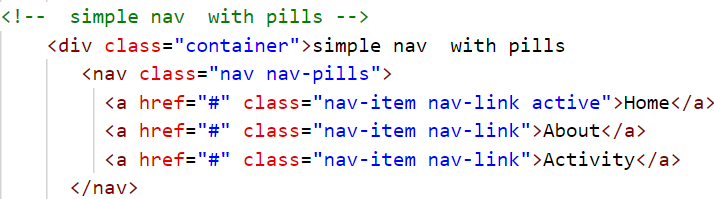 <!--  simple nav  with pills -->
<div class="container">simple nav  with pills
<nav class="nav nav-pills">
<a href="#" class="nav-item nav-link active">Home</a>
<a href="#" class="nav-item nav-link">About</a>
<a href="#" class="nav-item nav-link">Activity</a>
</nav>